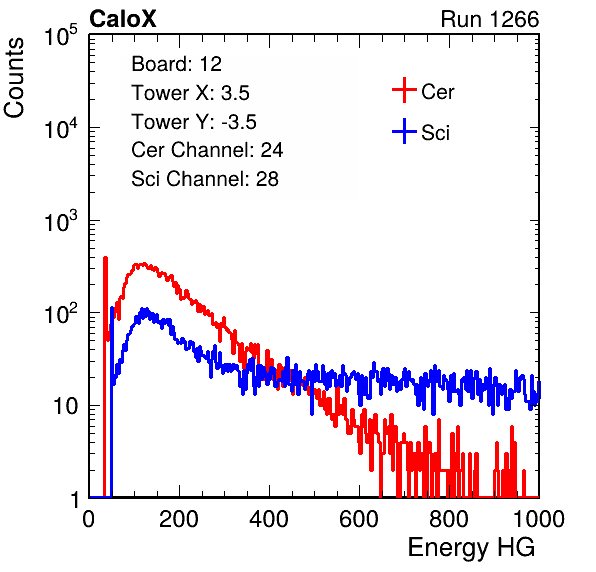 CaloX Run 1266
Counts
10^5
10^4
10^3
10^2
10
1
Board: 12
Tower X: 3.5
Tower Y: -3.5
Cer Channel: 24
Sci Channel: 28
Cer
Sci
0 200 400 600 800 1000
Energy HG